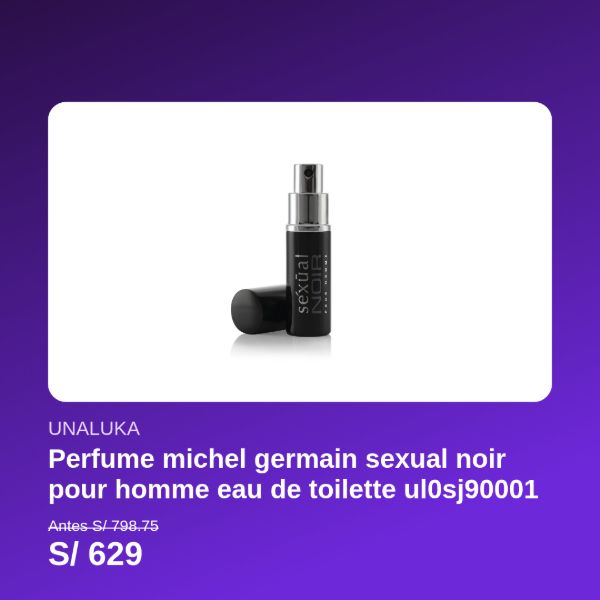 sexual
NOIR
POUR HOMME
UNALUKA
Perfume michel germain sexual noir
pour homme eau de toilette ul0sj90001
Antes S/ 798.75
S/ 629